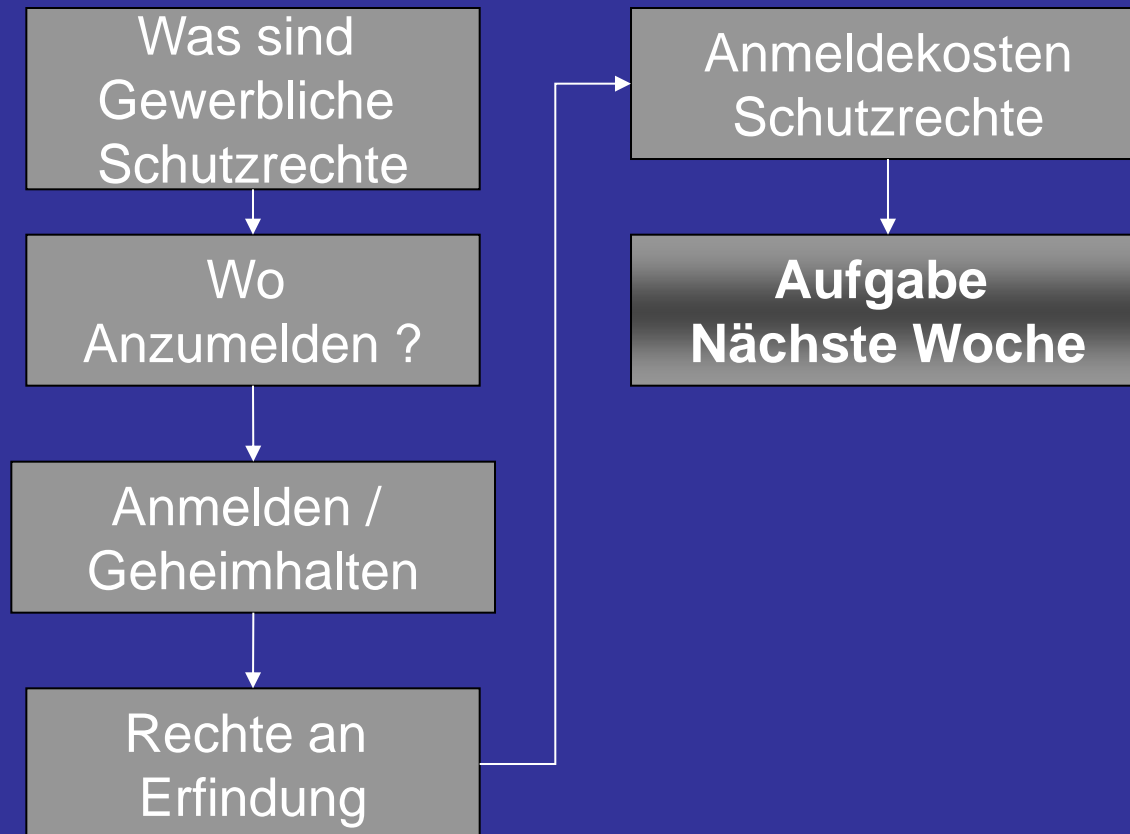 Was sind
Gewerbliche
Schutzrechte
Wo
Anzumelden ?
Anmelden /
Geheimhalten
Rechte an
Erfindung
Anmeldekosten
Schutzrechte
Aufgabe
Nächste Woche